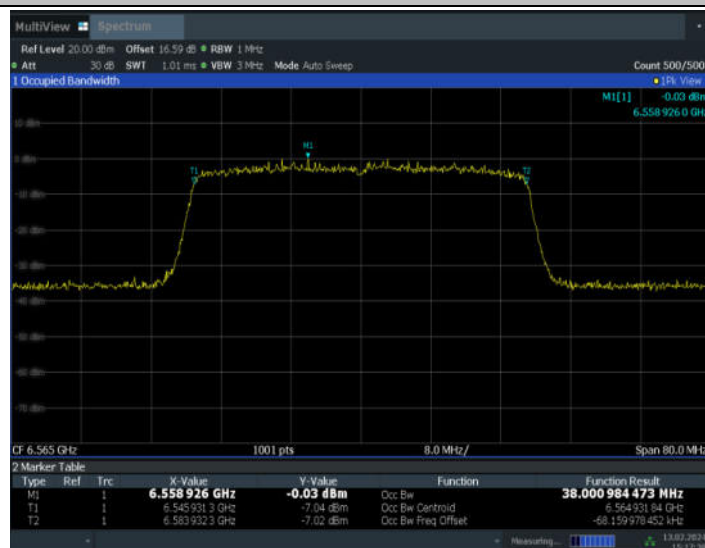 MultiView Spectrum
Ref Level 20.00 dBm Offset 16.59 dB RBW 1 MHz
Att 30 dB SWT 1.01 ms VBW 3 MHz Mode Auto Sweep Count 500/500
1 Occupied Bandwidth 1Pk View
M1[1] -0.03 dBm
6.558 926 0 GHz
10 dBm
0 dBm
M1
T1 T2
-10 dBm
-20 dBm
-30 dBm
-40 dBm
-50 dBm
-60 dBm
-70 dBm
CF 6.565 GHz 1001 pts 8.0 MHz/ Span 80.0 MHz
2 Marker Table
Type Ref Trc X-Value Y-Value Function Function Result
M1 1 6.558 926 GHz -0.03 dBm Occ Bw 38.000 984 473 MHz
T1 1 6.545 931 3 GHz -7.04 dBm Occ Bw Centroid 6.564 931 84 GHz
T2 1 6.583 932 3 GHz -7.02 dBm Occ Bw Freq Offset -68.159 978 452 kHz
Measuring... 13.02.2024